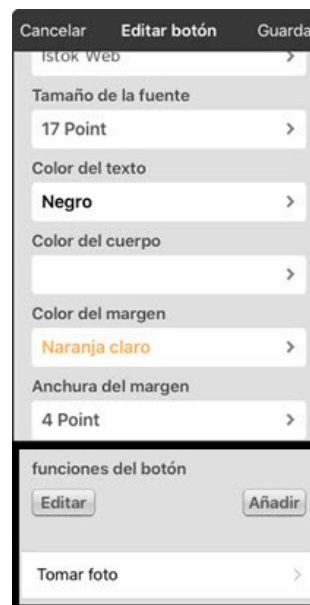 Cancelar Editar botón Guarda
Istok Web
Tamaño de la fuente
17 Point
Color del texto
Negro
Color del cuerpo
Color del margen
Naranja claro
Anchura del margen
4 Point
funciones del botón
Editar Añadir
Tomar foto